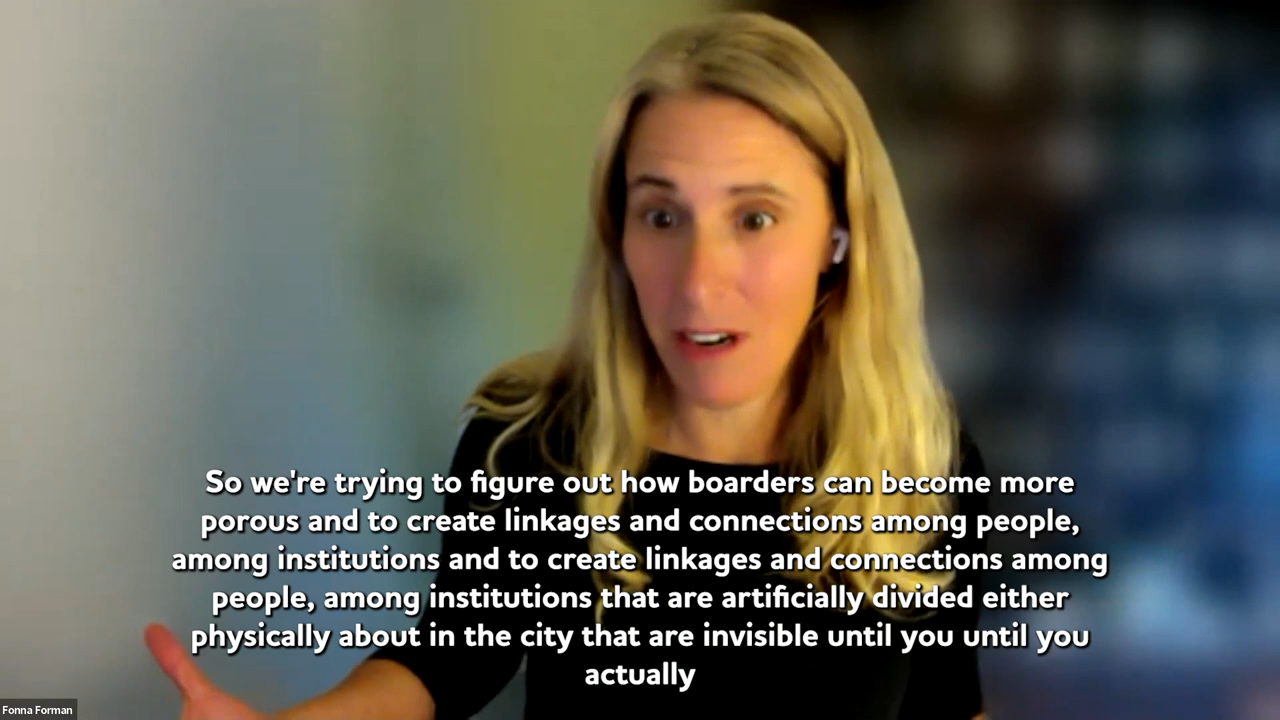 So we're trying to figure out how boarders can become more
porous and to create linkages and connections among people,
among institutions and to create linkages and connections among
people, among institutions that are artificially divided either
physically about in the city that are invisible until you until you
actually
Fonna Forman